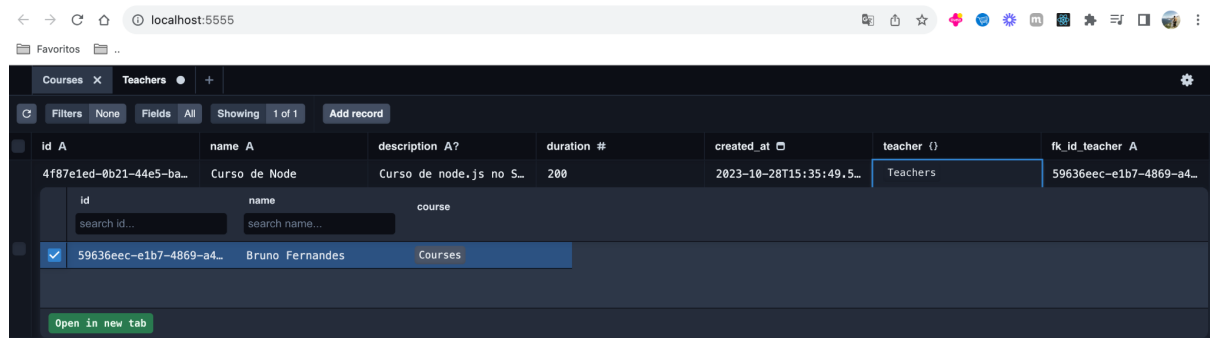 localhost:5555
Favoritos ..
Courses Teachers +
Filters None Fields All Showing 1 of 1 Add record
id A name A description A? duration # created_at teacher {} fk_id_teacher A
4f87e1ed-0b21-44e5-ba… Curso de Node Curso de node.js no S… 200 2023-10-28T15:35:49.5… Teachers 59636eec-e1b7-4869-a4…
id name course
search id... search name...
59636eec-e1b7-4869-a4… Bruno Fernandes Courses
Open in new tab